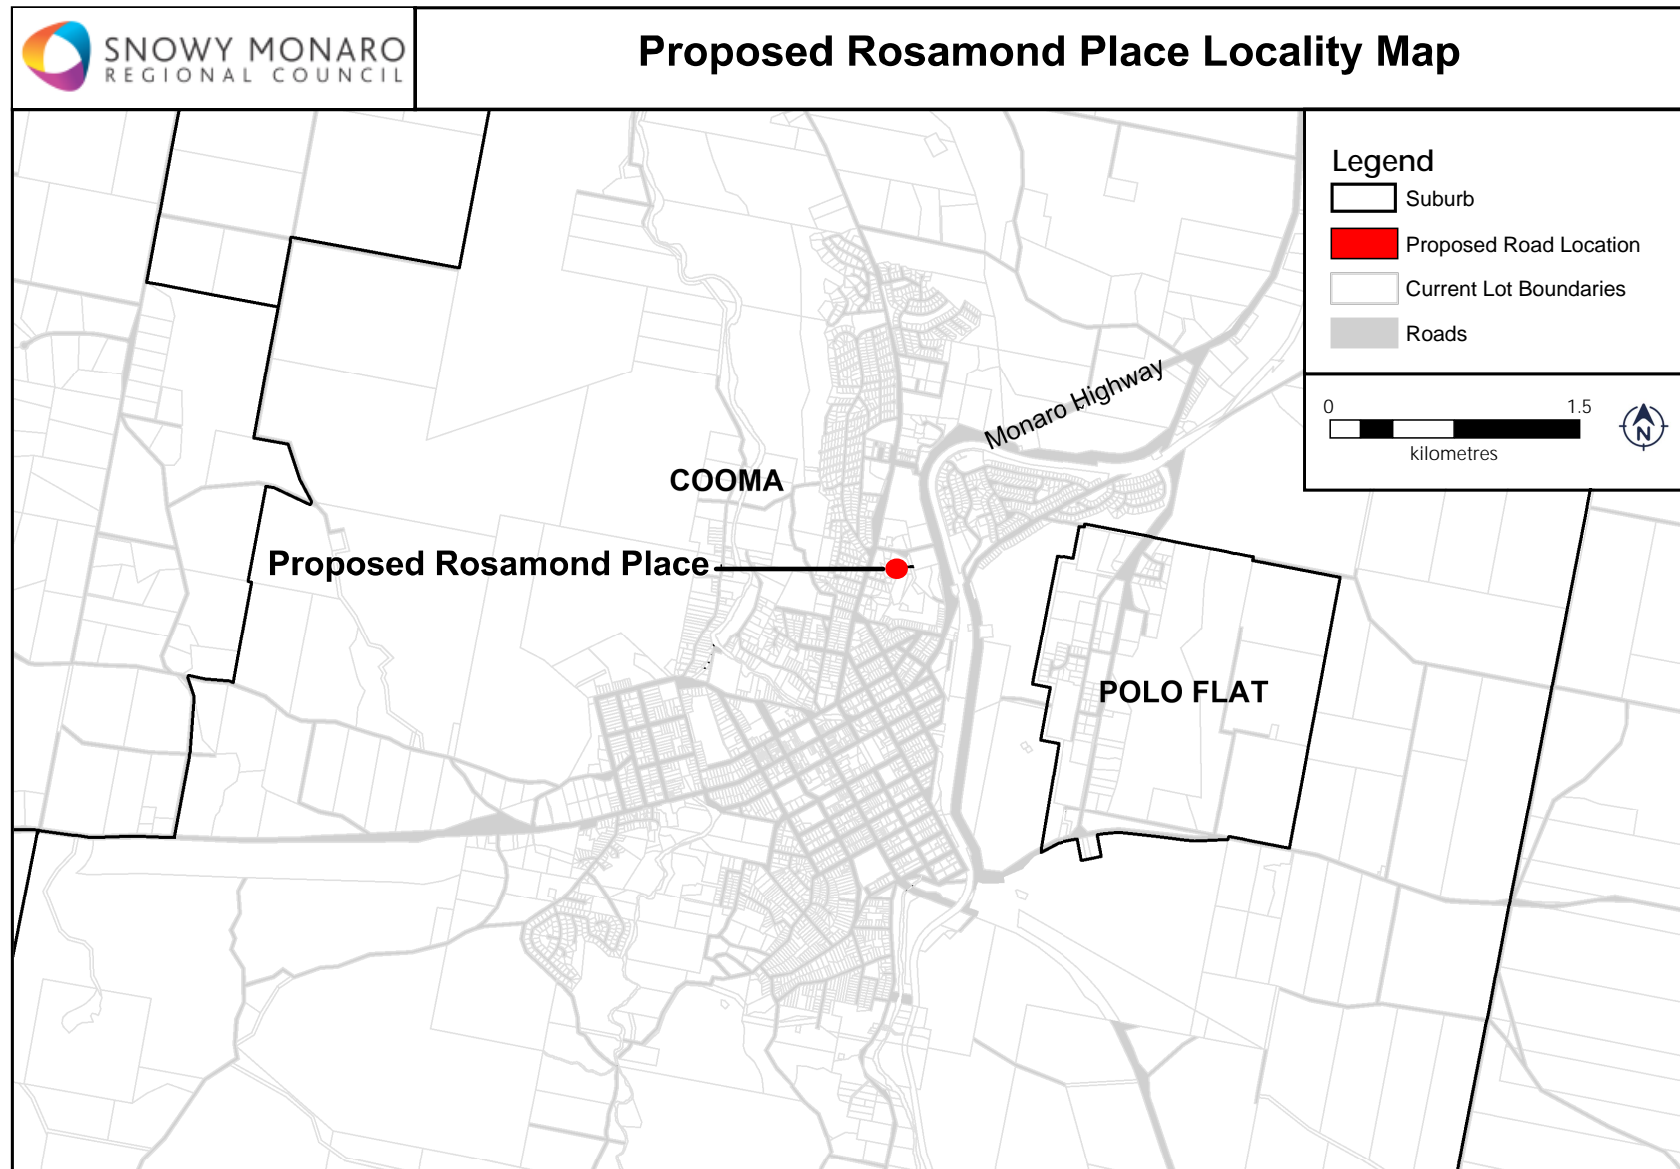 SNOWY MONARO
REGIONAL COUNCIL
Proposed Rosamond Place Locality Map
Legend
Suburb
Proposed Road Location
Current Lot Boundaries
Roads
0 1.5
kilometres
N
Monaro Highway
COOMA
Proposed Rosamond Place
POLO FLAT